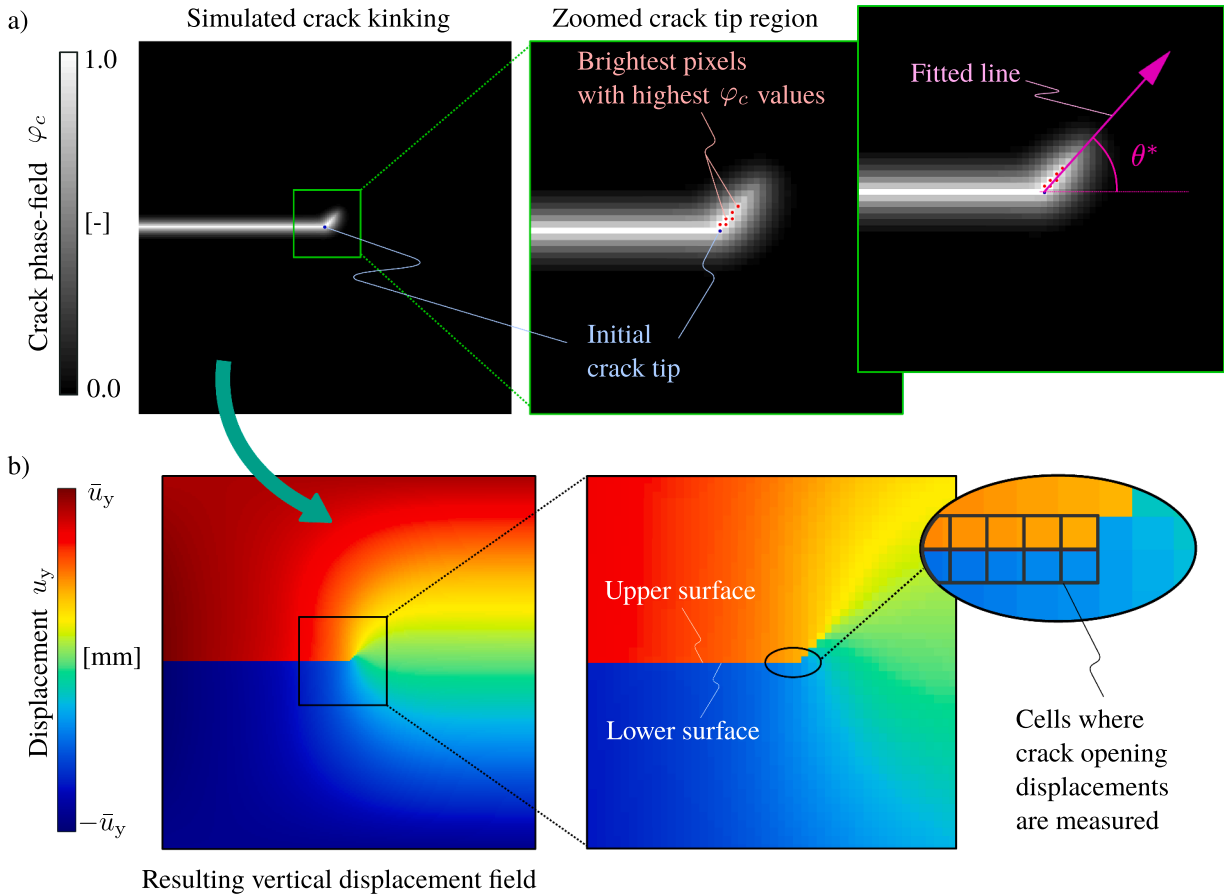 a)
Simulated crack kinking
Zoomed crack tip region
1.0
Crack phase-field φc
[-]
0.0
Brightest pixels
with highest φc values
Fitted line
θ*
Initial
crack tip
b)
ūy
Displacement uy
[mm]
−ūy
Upper surface
Lower surface
Cells where
crack opening
displacements
are measured
Resulting vertical displacement field